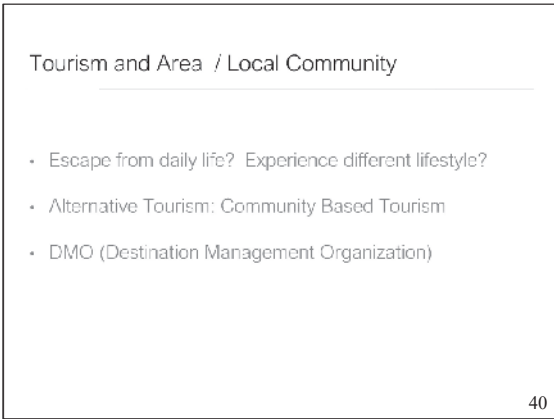 Tourism and Area / Local Community
• Escape from daily life? Experience different lifestyle?
• Alternative Tourism: Community Based Tourism
• DMO (Destination Management Organization)
40